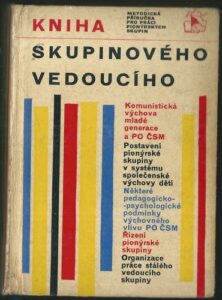 KNIHA
METODICKÁ
PŘÍRUČKA
PRO PRÁCI
PIONÝRSKÝCH
SKUPIN
SKUPINOVÉHO
VEDOUCÍHO
Komunistická
výchova
mladé
generace
a PO ČSM
Postavení
pionýrské
skupiny
v systému
společenské
výchovy dětí
Některé
pedagogicko-
-psychologické
podmínky
výchovného
vlivu PO ČSM
Řízení
pionýrské
skupiny
Organizace
práce stálého
vedoucího
skupiny